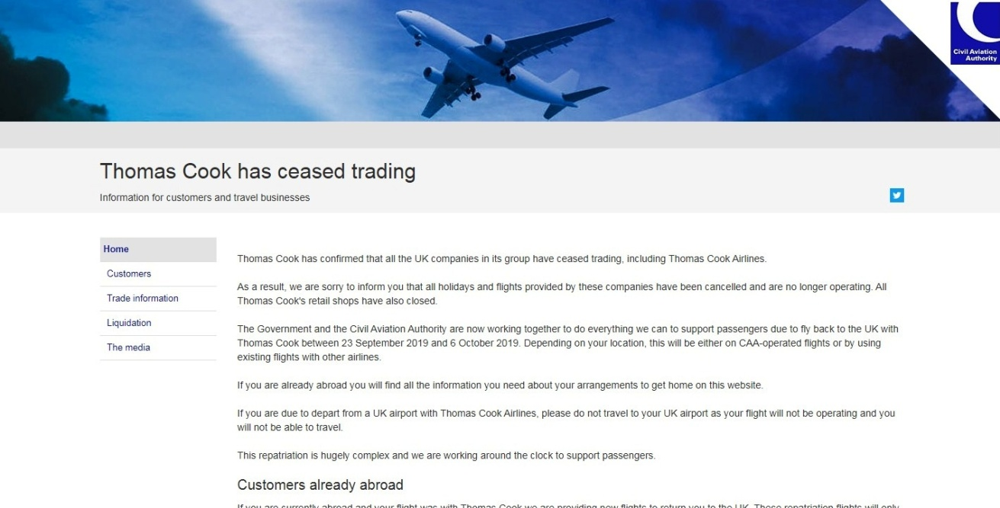 Civil Aviation
Authority
Thomas Cook has ceased trading
Information for customers and travel businesses
Home
Customers
Trade information
Liquidation
The media
Thomas Cook has confirmed that all the UK companies in its group have ceased trading, including Thomas Cook Airlines.
As a result, we are sorry to inform you that all holidays and flights provided by these companies have been cancelled and are no longer operating. All
Thomas Cook's retail shops have also closed.
The Government and the Civil Aviation Authority are now working together to do everything we can to support passengers due to fly back to the UK with
Thomas Cook between 23 September 2019 and 6 October 2019. Depending on your location, this will be either on CAA-operated flights or by using
existing flights with other airlines.
If you are already abroad you will find all the information you need about your arrangements to get home on this website.
If you are due to depart from a UK airport with Thomas Cook Airlines, please do not travel to your UK airport as your flight will not be operating and you
will not be able to travel.
This repatriation is hugely complex and we are working around the clock to support passengers.
Customers already abroad
If you are currently abroad and your flight was with Thomas Cook we are providing new flights to return you to the UK. These repatriation flights will only